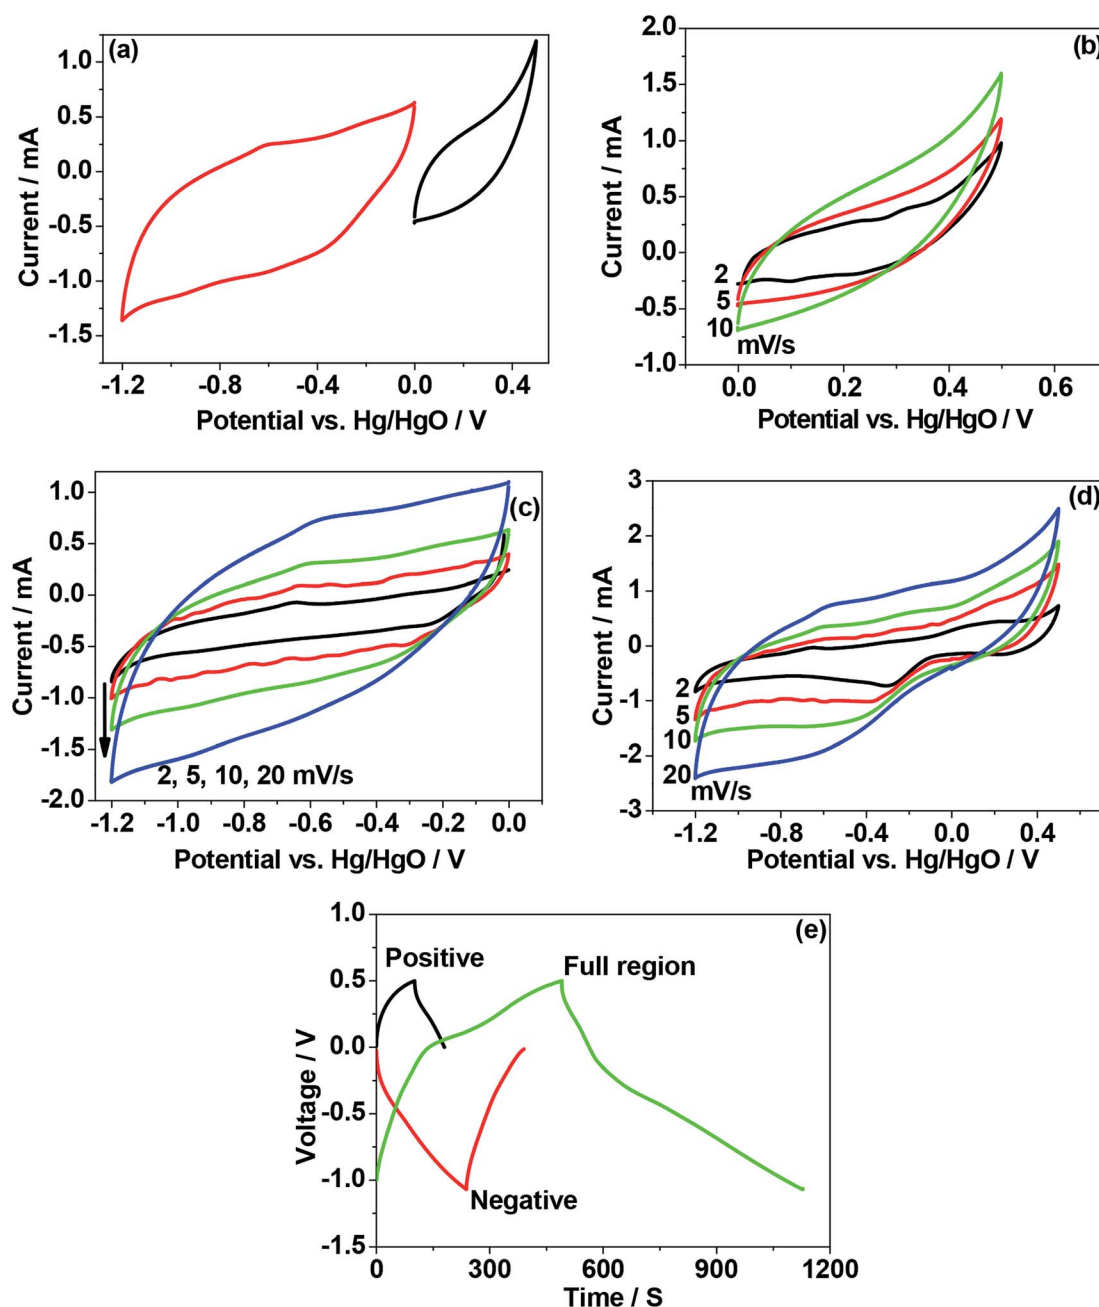 (a)
1.0
0.5
0.0
-0.5
-1.0
-1.5
Current / mA
-1.2 -0.8 -0.4 0.0 0.4
Potential vs. Hg/HgO / V
(b)
2.0
1.5
1.0
0.5
0.0
-0.5
-1.0
Current / mA
2
5
10
mV/s
0.0 0.2 0.4 0.6
Potential vs. Hg/HgO / V
(c)
1.0
0.5
0.0
-0.5
-1.0
-1.5
-2.0
Current / mA
2, 5, 10, 20 mV/s
-1.2 -1.0 -0.8 -0.6 -0.4 -0.2 0.0
Potential vs. Hg/HgO / V
(d)
3
2
1
0
-1
-2
-3
Current / mA
2
5
10
20
mV/s
-1.2 -0.8 -0.4 0.0 0.4
Potential vs. Hg/HgO / V
(e)
1.0
0.5
0.0
-0.5
-1.0
-1.5
Voltage / V
Positive
Full region
Negative
0 300 600 900 1200
Time / S